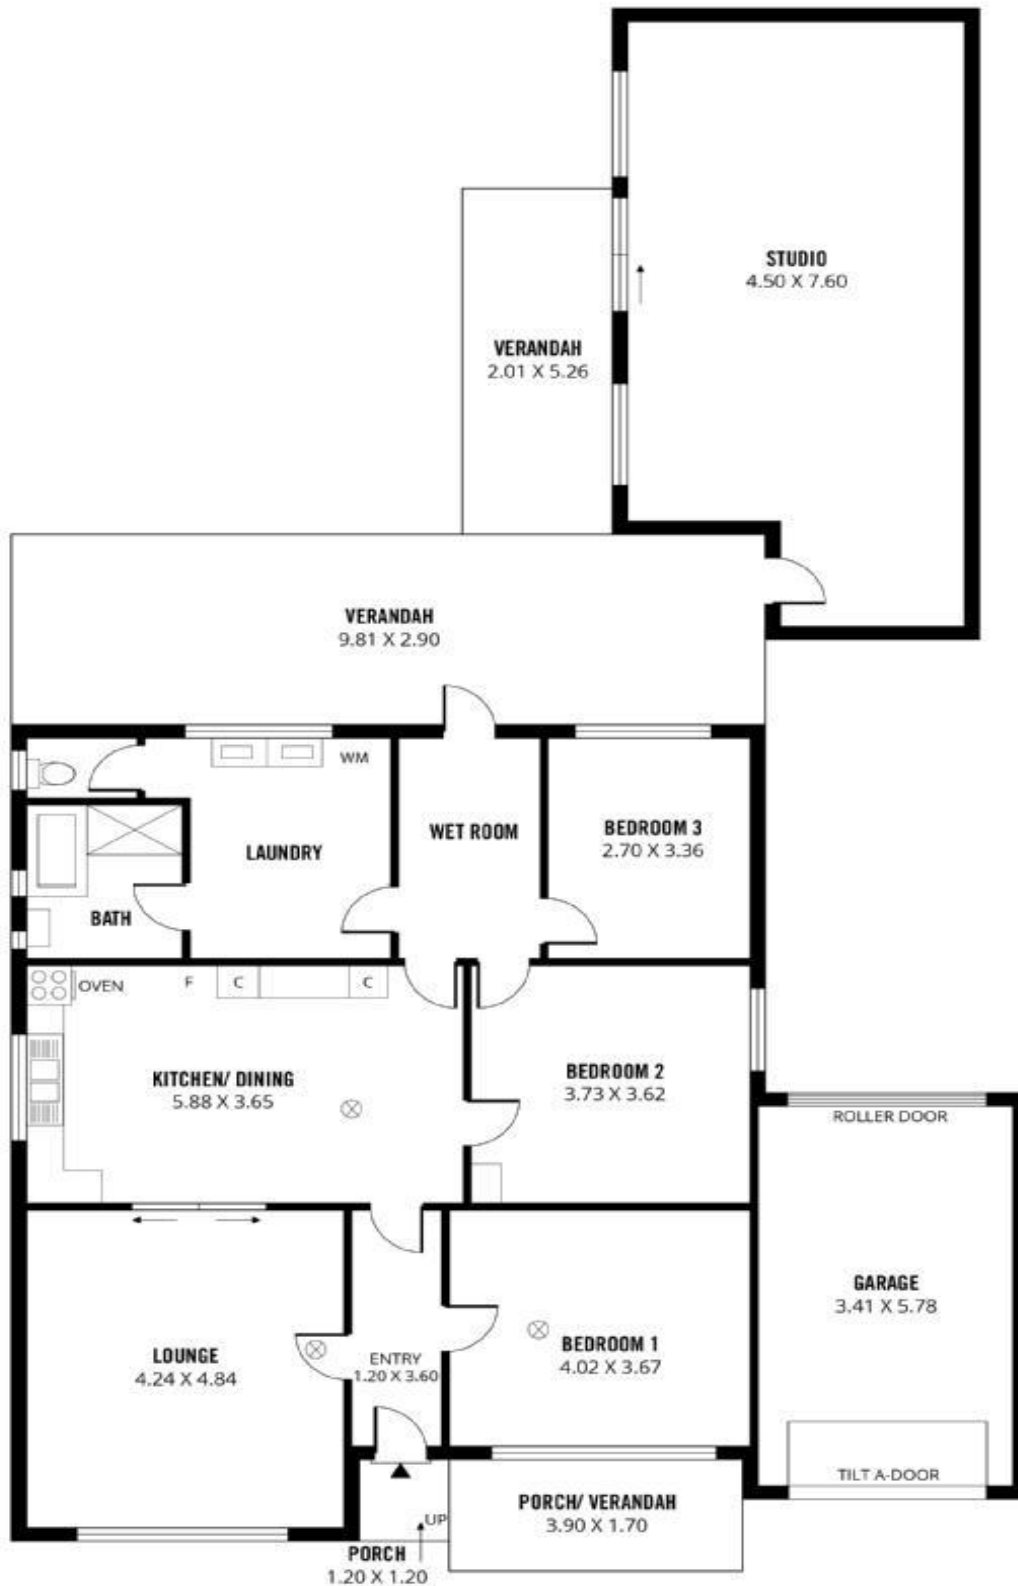 STUDIO
4.50 X 7.60
VERANDAH
2.01 X 5.26
VERANDAH
9.81 X 2.90
WM
WET ROOM
BEDROOM 3
2.70 X 3.36
LAUNDRY
BATH
OVEN
F
C
C
KITCHEN/ DINING
5.88 X 3.65
BEDROOM 2
3.73 X 3.62
ROLLER DOOR
GARAGE
3.41 X 5.78
LOUNGE
4.24 X 4.84
ENTRY
1.20 X 3.60
BEDROOM 1
4.02 X 3.67
TILT A-DOOR
PORCH/ VERANDAH
3.90 X 1.70
UP
PORCH
1.20 X 1.20